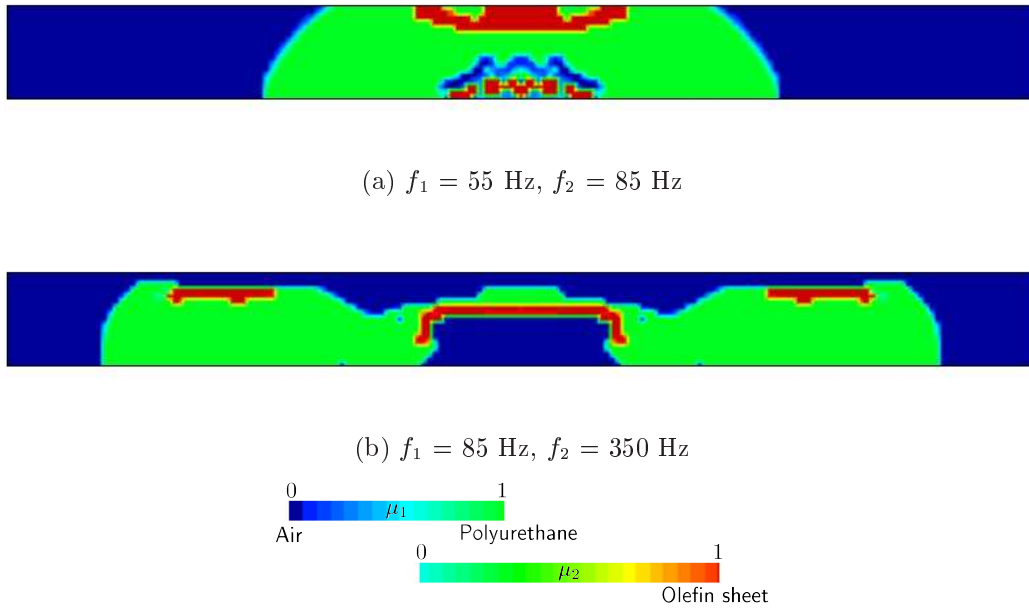 (a) f₁ = 55 Hz, f₂ = 85 Hz
(b) f₁ = 85 Hz, f₂ = 350 Hz
0 1
μ₁
Air Polyurethane
0 1
μ₂
Olefin sheet